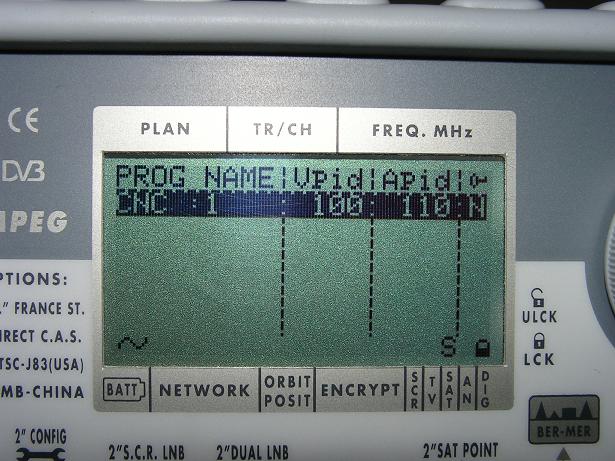 PLAN TR/CH FREQ. MHz
CE
DVB
MPEG
PTIONS:
." FRANCE ST.
IRECT C.A.S.
TSC-J83(USA)
MB-CHINA
PROG NAME|VPid|APid|
CNC :1 : 100: 110:N
S
ULCK
LCK
BATT NETWORK ORBIT POSIT ENCRYPT SCR TV SAT AN DIG
BER-MER
2" CONFIG
2"S.C.R. LNB 2"DUAL LNB 2"SAT POINT